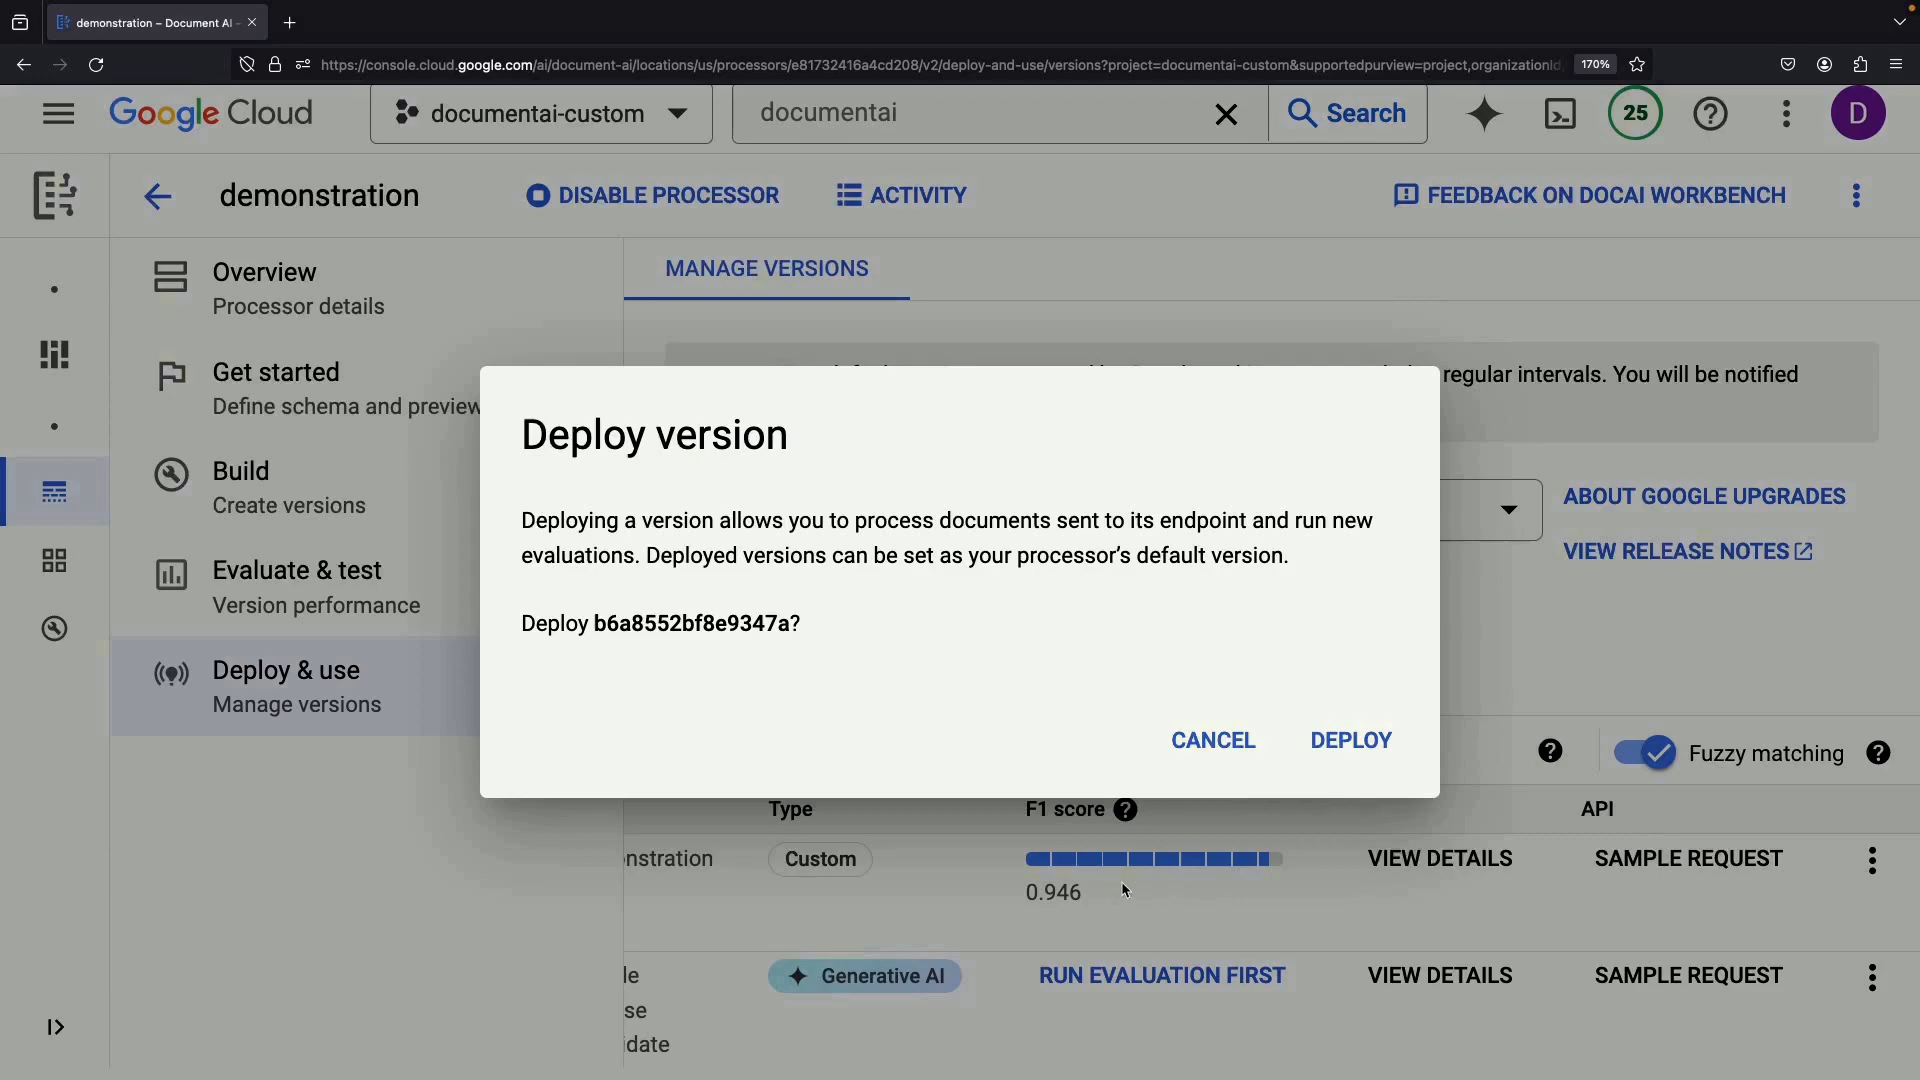 demonstration – Document AI -
https://console.cloud.google.com/ai/document-ai/locations/us/processors/e81732416a4cd208/v2/deploy-and-use/versions?project=documentai-custom&supportedpurview=project,organizationId,
170%
Google Cloud
documentai-custom
documentai
Search
25
D
demonstration
DISABLE PROCESSOR
ACTIVITY
FEEDBACK ON DOCAI WORKBENCH
Overview
Processor details
Get started
Define schema and preview
Build
Create versions
Evaluate & test
Version performance
Deploy & use
Manage versions
MANAGE VERSIONS
regular intervals. You will be notified
ABOUT GOOGLE UPGRADES
VIEW RELEASE NOTES
Deploy version
Deploying a version allows you to process documents sent to its endpoint and run new
evaluations. Deployed versions can be set as your processor’s default version.
Deploy b6a8552bf8e9347a?
CANCEL
DEPLOY
Fuzzy matching
Type
F1 score
API
nstration
Custom
0.946
VIEW DETAILS
SAMPLE REQUEST
le
se
idate
Generative AI
RUN EVALUATION FIRST
VIEW DETAILS
SAMPLE REQUEST